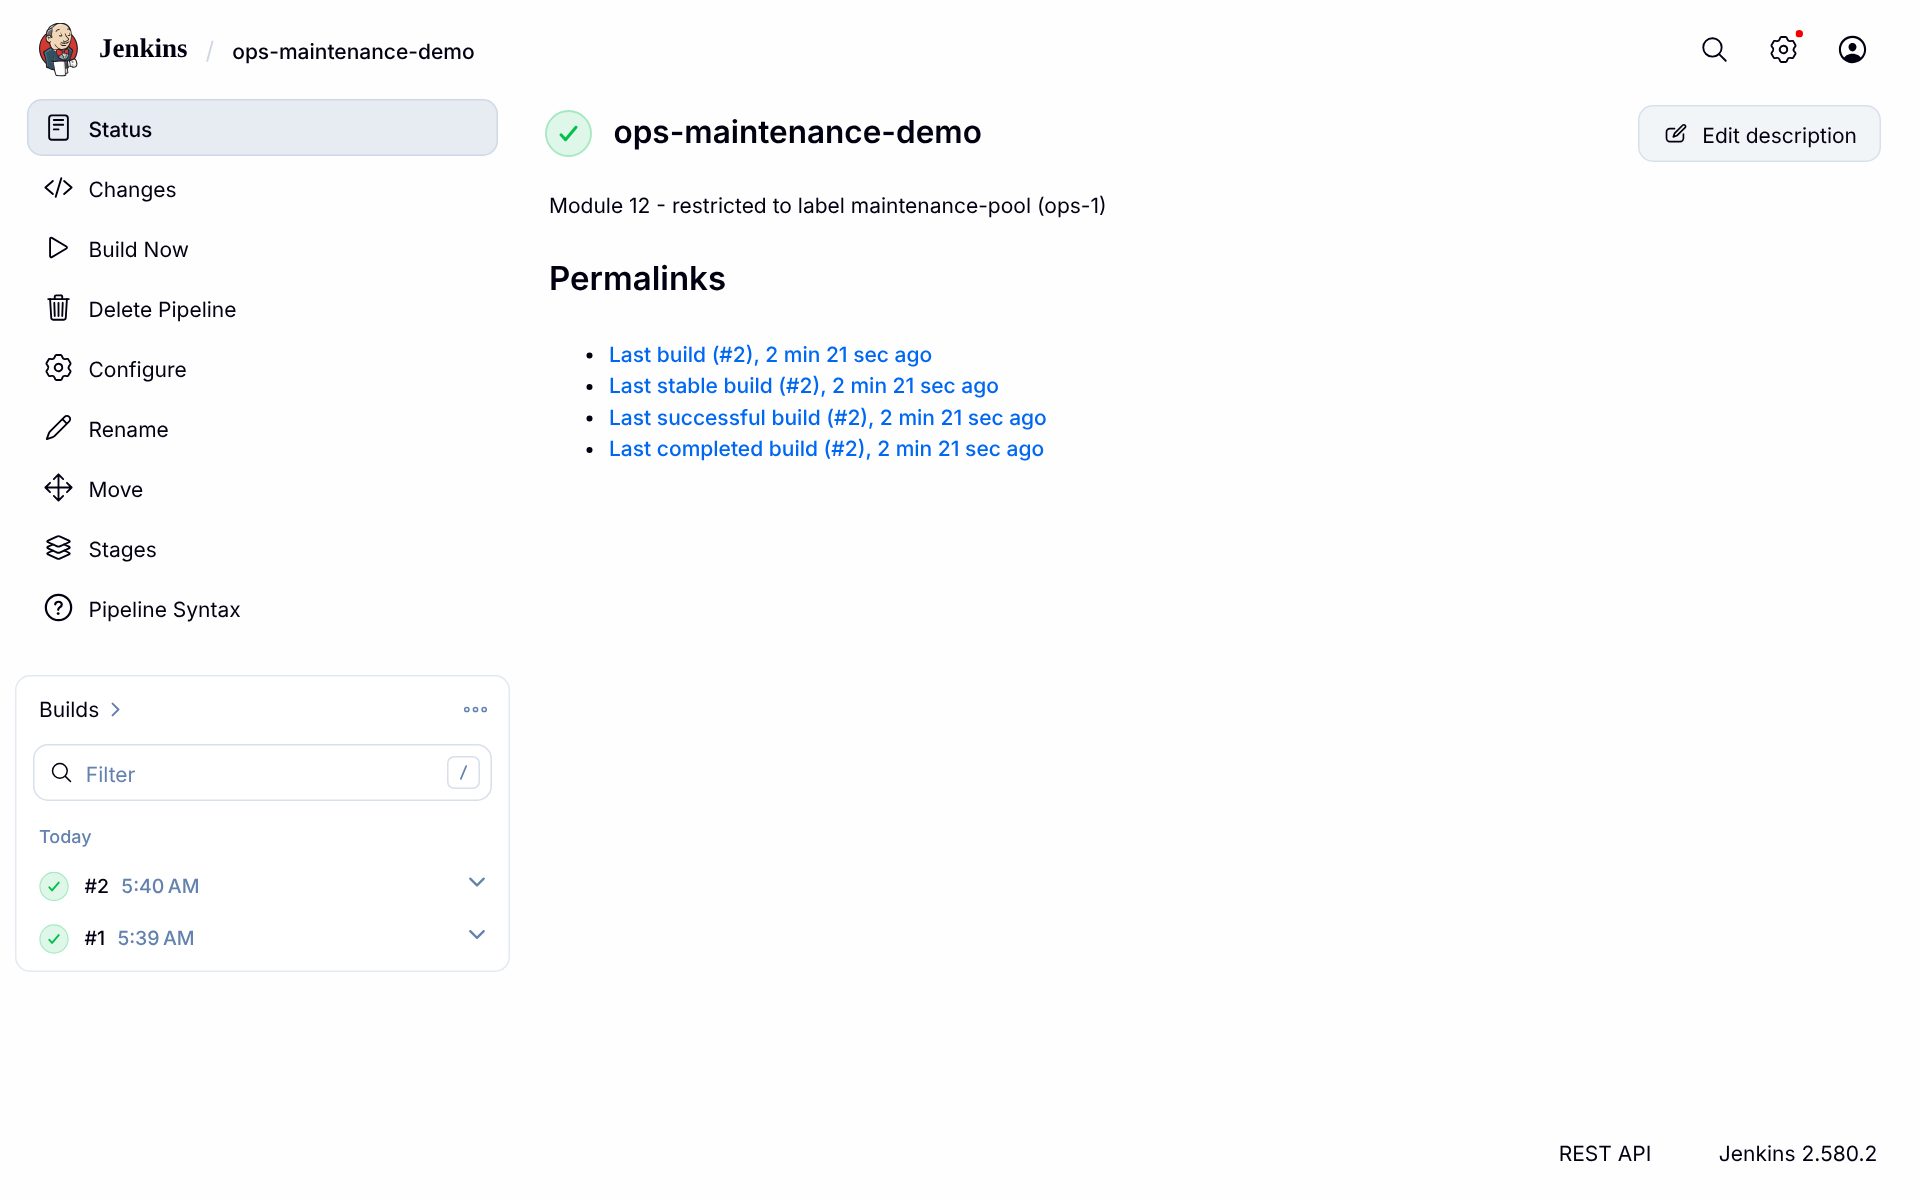 Jenkins / ops-maintenance-demo
Status
Changes
Build Now
Delete Pipeline
Configure
Rename
Move
Stages
Pipeline Syntax
Builds
Filter /
Today
#2 5:40 AM
#1 5:39 AM
ops-maintenance-demo
Edit description
Module 12 - restricted to label maintenance-pool (ops-1)
Permalinks
Last build (#2), 2 min 21 sec ago
Last stable build (#2), 2 min 21 sec ago
Last successful build (#2), 2 min 21 sec ago
Last completed build (#2), 2 min 21 sec ago
REST API Jenkins 2.580.2